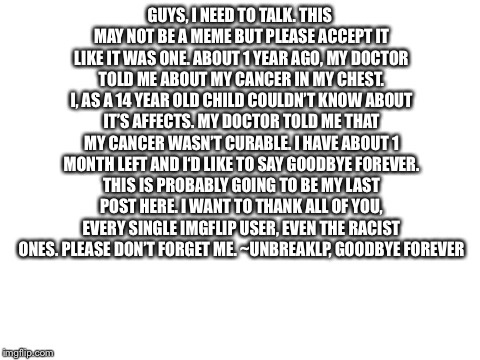 GUYS, I NEED TO TALK. THIS
MAY NOT BE A MEME BUT PLEASE ACCEPT IT
LIKE IT WAS ONE. ABOUT 1 YEAR AGO, MY DOCTOR
TOLD ME ABOUT MY CANCER IN MY CHEST.
I, AS A 14 YEAR OLD CHILD COULDN'T KNOW ABOUT
IT'S AFFECTS. MY DOCTOR TOLD ME THAT
MY CANCER WASN'T CURABLE. I HAVE ABOUT 1
MONTH LEFT AND I'D LIKE TO SAY GOODBYE FOREVER.
THIS IS PROBABLY GOING TO BE MY LAST
POST HERE. I WANT TO THANK ALL OF YOU,
EVERY SINGLE IMGFLIP USER, EVEN THE RACIST
ONES. PLEASE DON'T FORGET ME. ~UNBREAKLP, GOODBYE FOREVER
imgflip.com